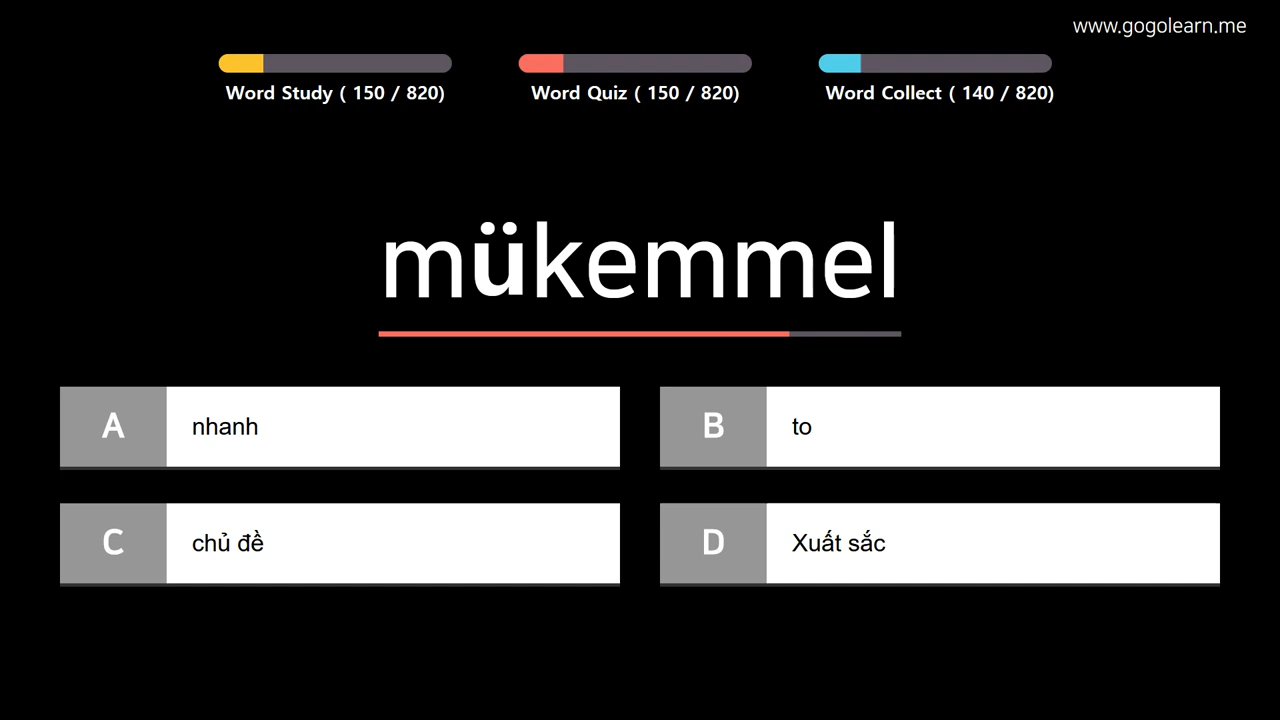 www.gogolearn.me
Word Study ( 150 / 820)
Word Quiz ( 150 / 820)
Word Collect ( 140 / 820)
mükemmel
A nhanh
B to
C chủ đề
D Xuất sắc